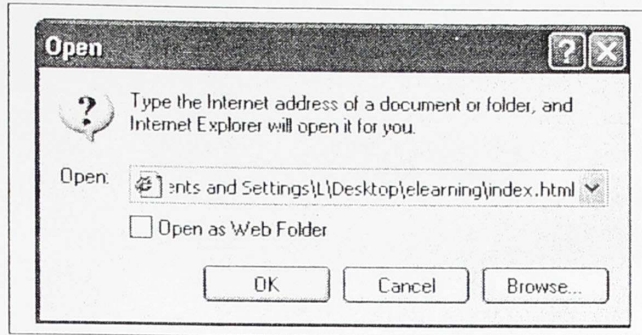 Open
Type the Internet address of a document or folder, and
Internet Explorer will open it for you.
Open: ents and Settings\L\Desktop\elearning\index.html
Open as Web Folder
OK Cancel Browse...